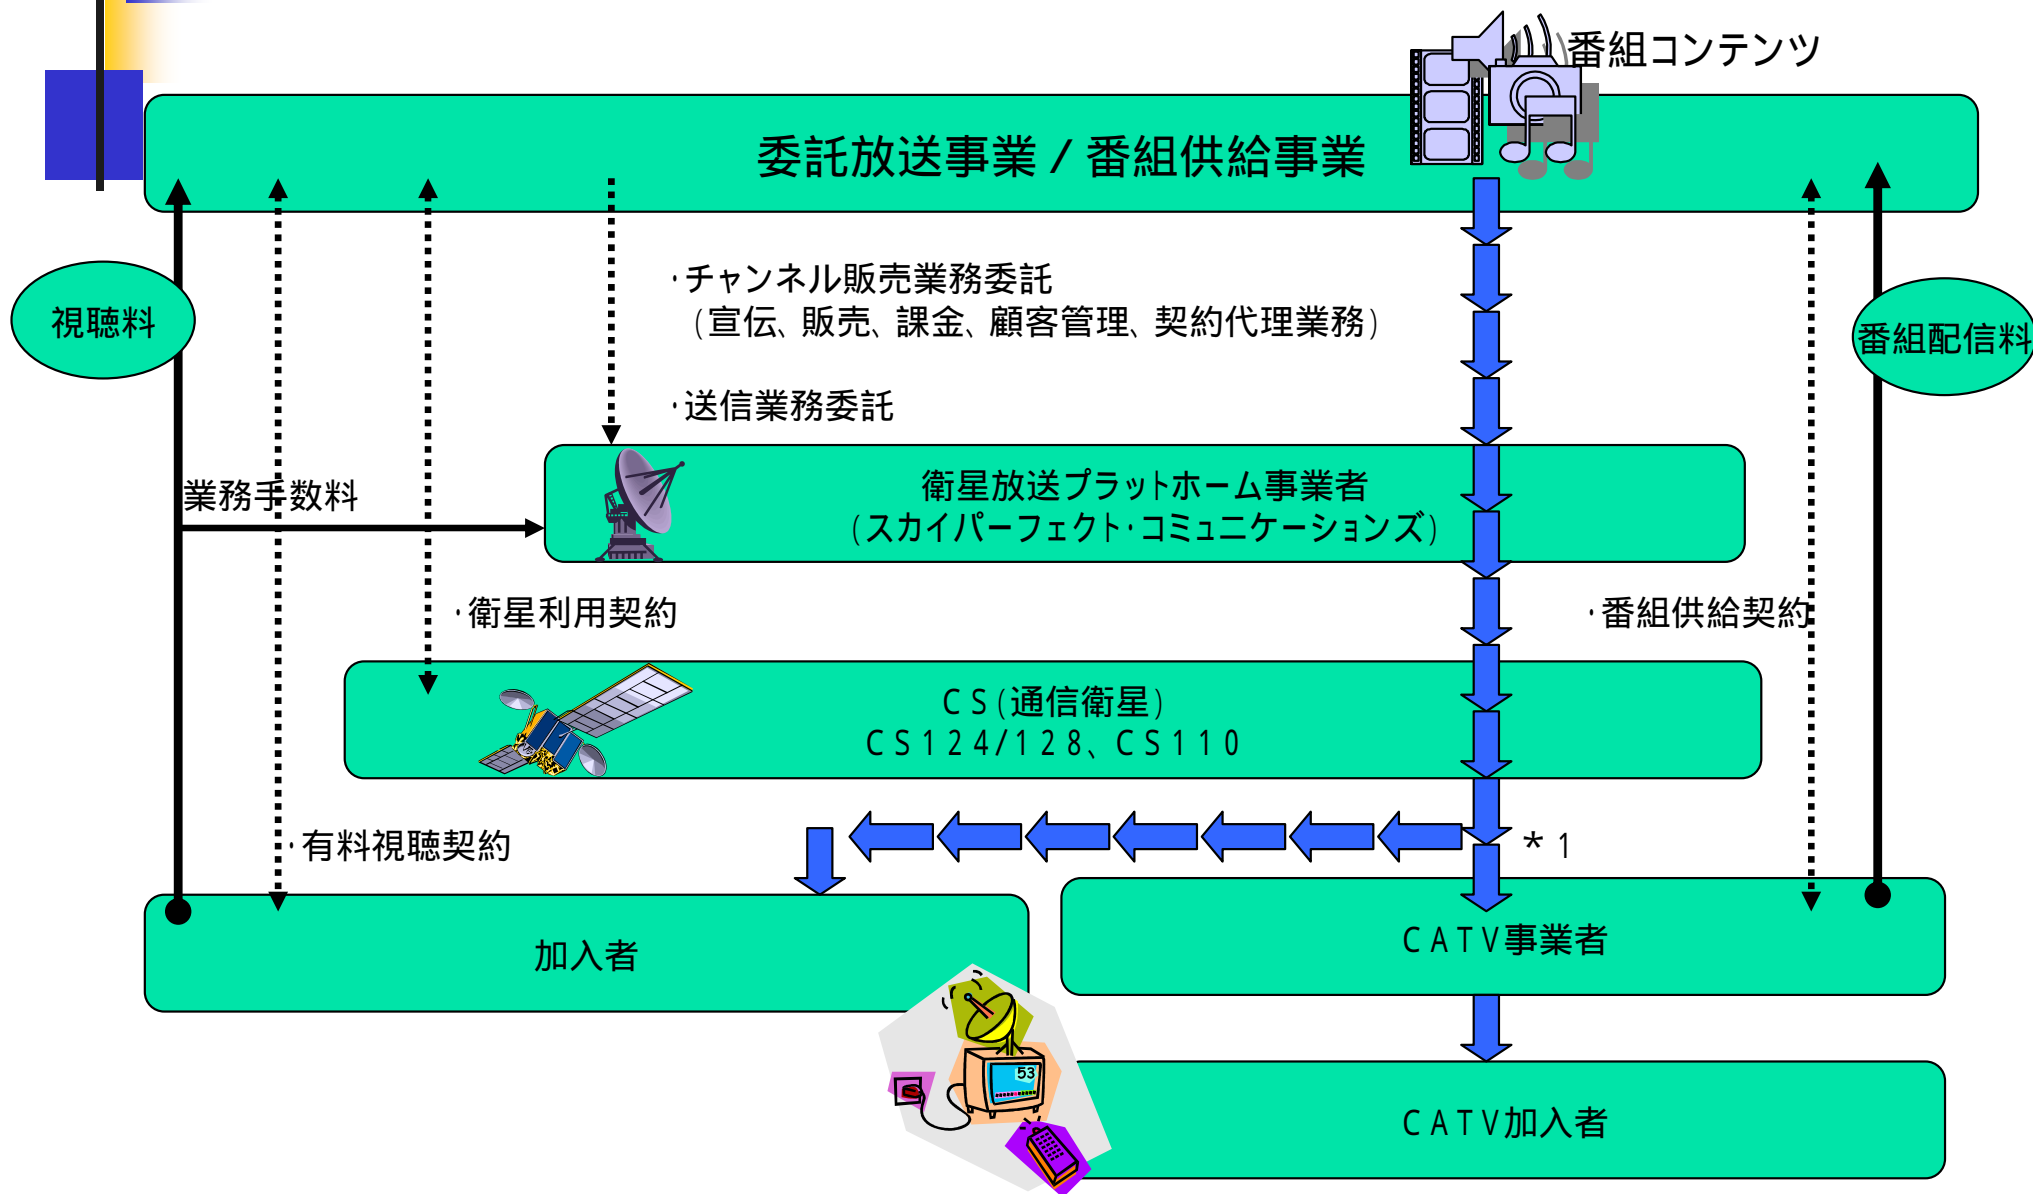 番組コンテンツ
委託放送事業/番組供給事業
・チャンネル販売業務委託
(宣伝、販売、課金、顧客管理、契約代理業務)
視聴料
番組配信料
・送信業務委託
業務手数料
衛星放送プラットホーム事業者
(スカイパーフェクト・コミュニケーションズ)
・衛星利用契約
・番組供給契約
CS(通信衛星)
CS124/128、CS110
・有料視聴契約
*1
加入者
CATV事業者
53
CATV加入者